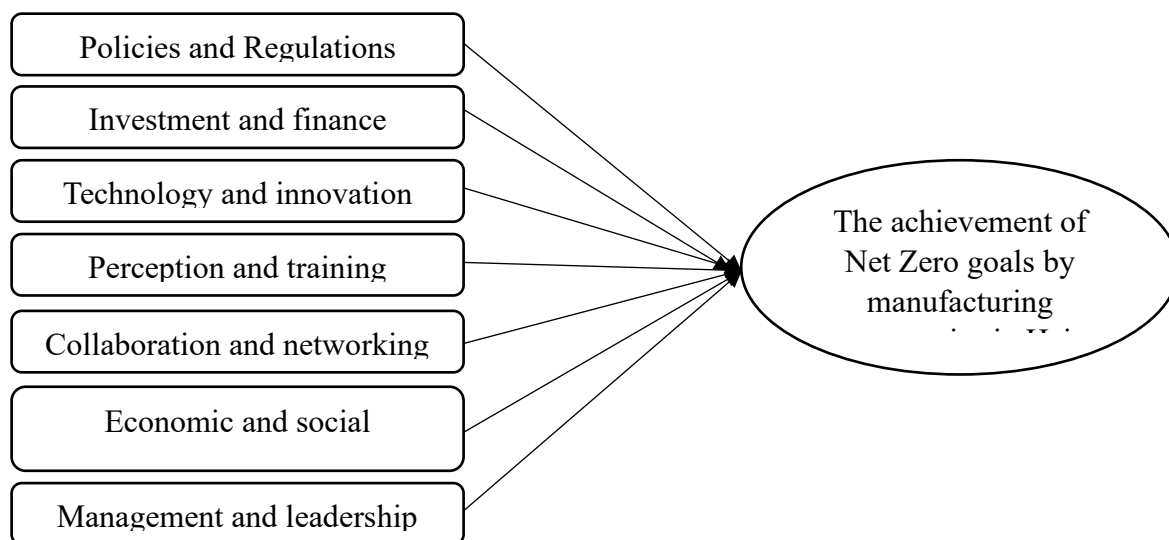 Policies and Regulations
Investment and finance
Technology and innovation
Perception and training
Collaboration and networking
Economic and social
Management and leadership
The achievement of
Net Zero goals by
manufacturing